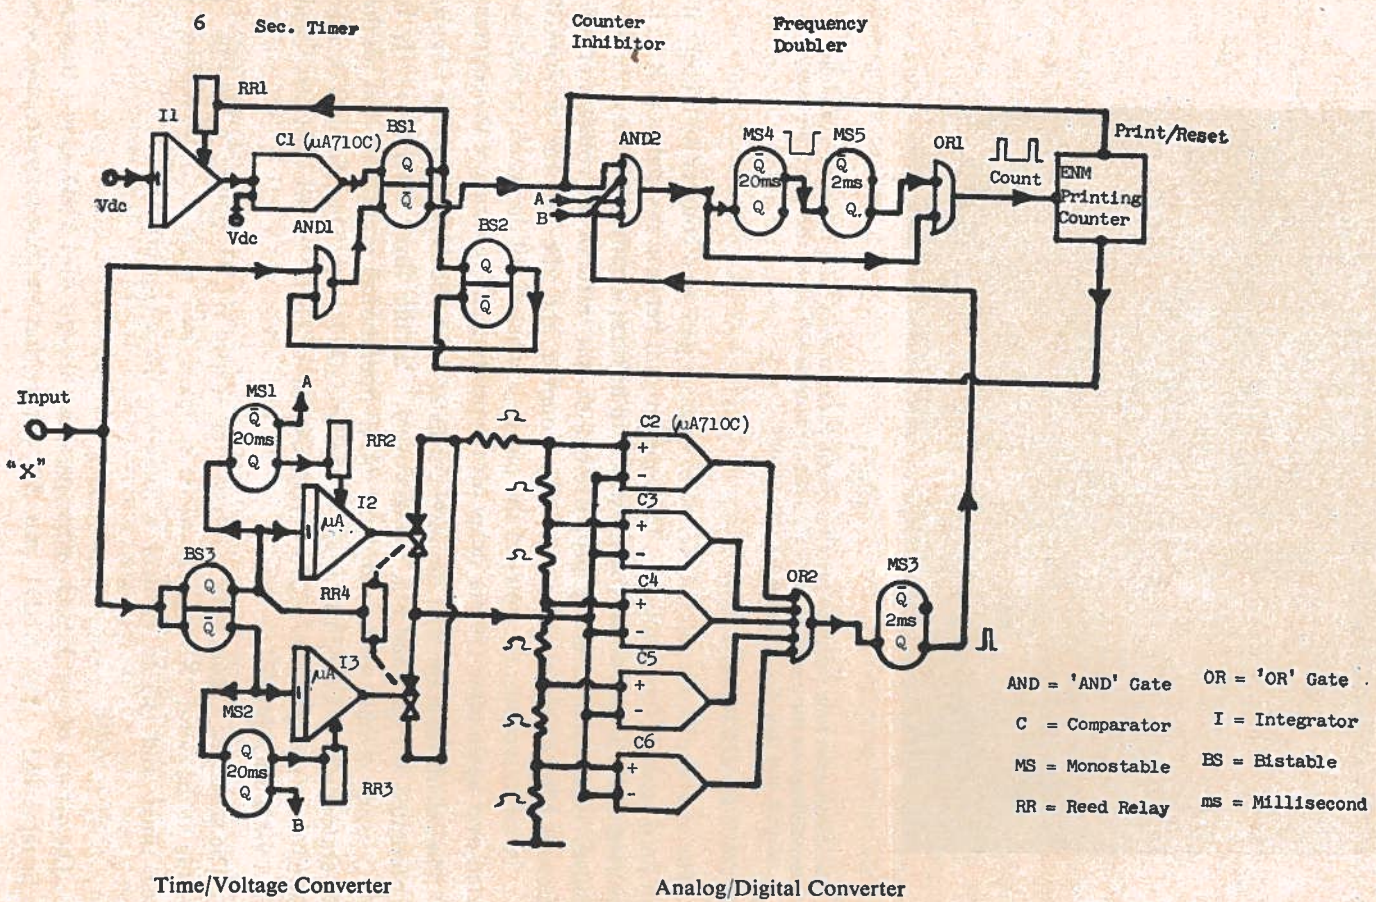 6 Sec. Timer
Counter
Inhibitor
Frequency
Doubler
RR1
I1
C1 (µA710C)
BS1
Q
Q̄
AND2
MS4
Q̄
20ms
Q
MS5
Q̄
2ms
Q.
OR1
Count
Print/Reset
ENM
Printing
Counter
Vdc
Vdc
AND1
A
B
BS2
Q
Q̄
Input
"X"
MS1
A
Q̄
20ms
Q
RR2
I2
µA
BS3
Q
Q̄
RR4
µA
I3
MS2
Q
20ms
Q
RR3
B
Ω
Ω
Ω
Ω
Ω
Ω
C2 (µA710C)
+
-
C3
+
-
C4
+
-
C5
+
-
C6
+
-
OR2
MS3
Q̄
2ms
Q
AND = 'AND' Gate OR = 'OR' Gate
C = Comparator I = Integrator
MS = Monostable BS = Bistable
RR = Reed Relay ms = Millisecond
Time/Voltage Converter
Analog/Digital Converter